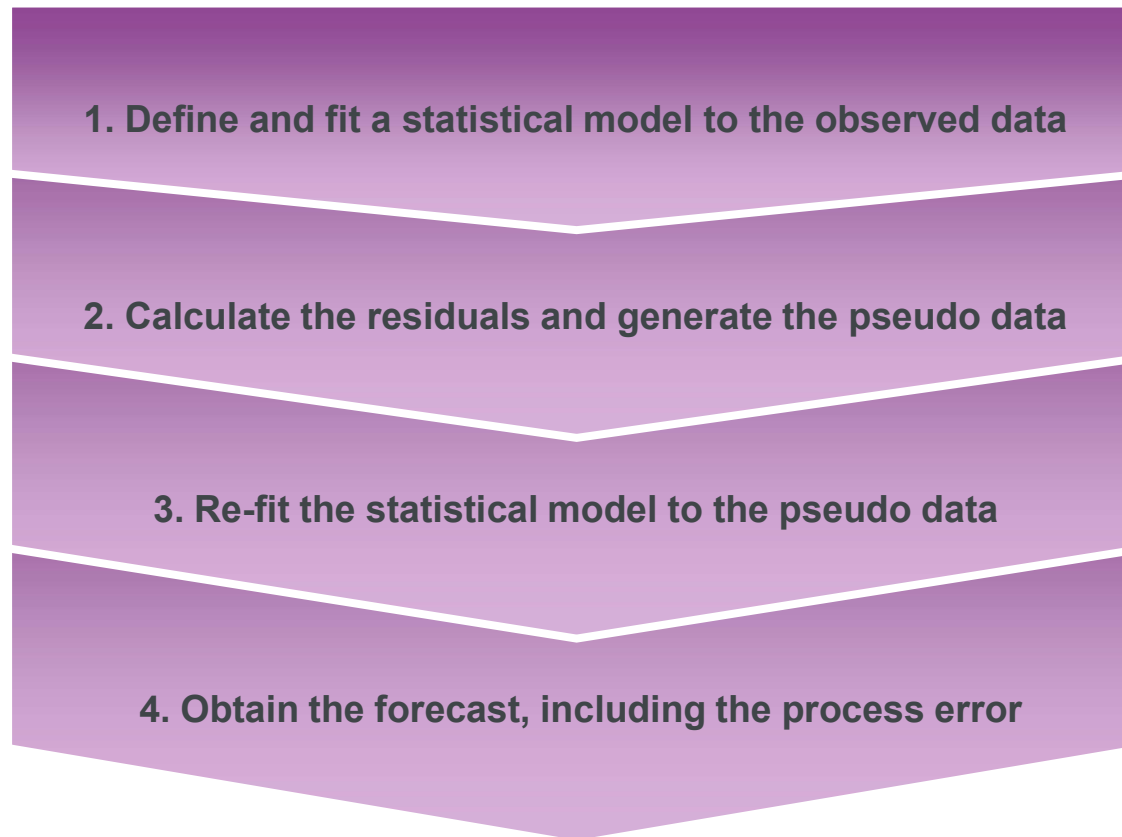 1. Define and fit a statistical model to the observed data
2. Calculate the residuals and generate the pseudo data
3. Re-fit the statistical model to the pseudo data
4. Obtain the forecast, including the process error